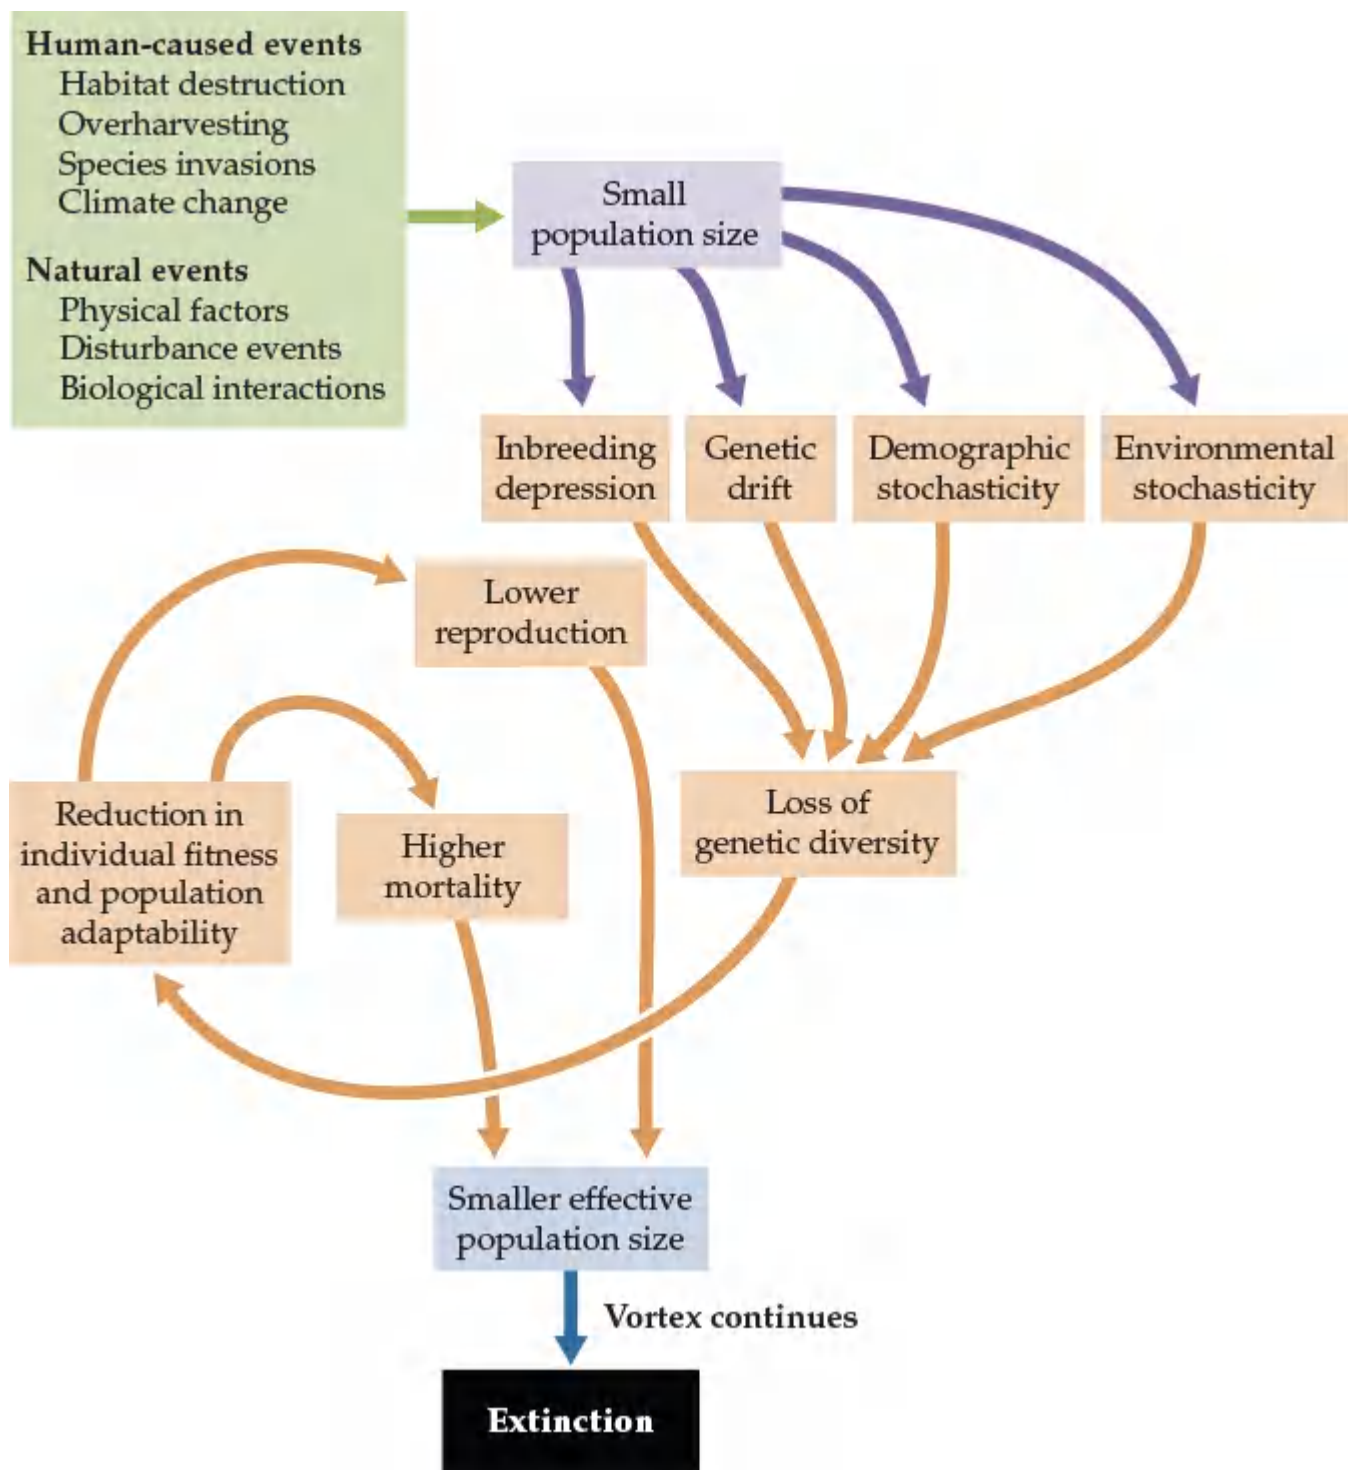 Human-caused events
Habitat destruction
Overharvesting
Species invasions
Climate change
Natural events
Physical factors
Disturbance events
Biological interactions
Small
population size
Inbreeding
depression
Genetic
drift
Demographic
stochasticity
Environmental
stochasticity
Lower
reproduction
Loss of
genetic diversity
Reduction in
individual fitness
and population
adaptability
Higher
mortality
Smaller effective
population size
Vortex continues
Extinction